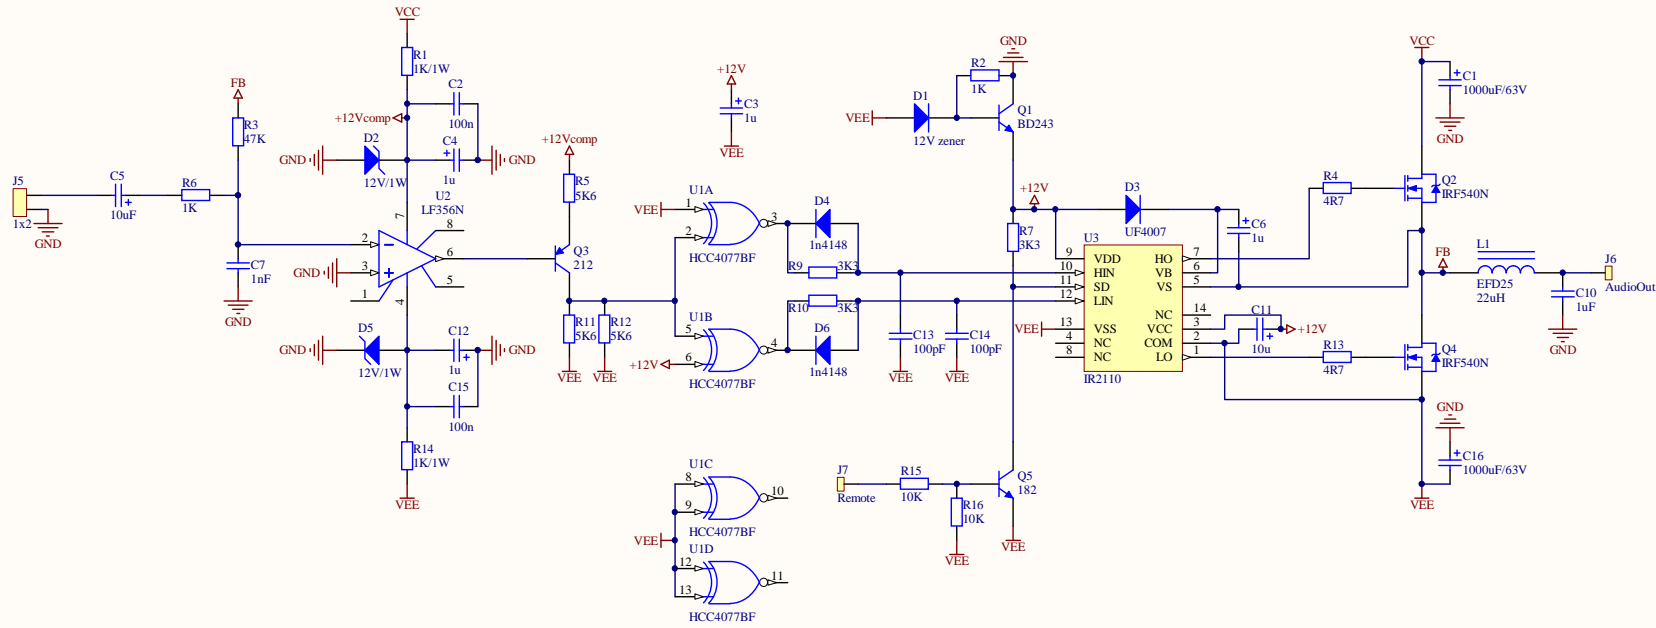 VCC
R1
1K/1W
C2
100n
+12Vcomp
D2
12V/1W
GND
C4
1u
GND
FB
R3
47K
J5
1x2
GND
C5
10uF
R6
1K
C7
1nF
GND
U2
LF356N
7
8
2
6
3
5
1
4
GND
D5
12V/1W
GND
C12
1u
GND
C15
100n
R14
1K/1W
VEE
+12Vcomp
R5
5K6
Q3
212
R11
5K6
R12
5K6
VEE
VEE
+12V
C3
1u
VEE
U1A
VEE
1
2
3
HCC4077BF
D4
1n4148
R9
3K3
R10
3K3
U1B
5
6
4
+12V
HCC4077BF
D6
1n4148
C13
100pF
VEE
C14
100pF
VEE
U1C
8
9
10
HCC4077BF
VEE
U1D
12
13
11
HCC4077BF
GND
R2
1K
D1
VEE
12V zener
Q1
BD243
+12V
R7
3K3
D3
UF4007
C6
1u
U3
9
VDD
HO
7
10
HIN
VB
6
11
SD
VS
5
12
LIN
NC
14
VEE
13
VSS
VCC
3
4
NC
COM
2
8
NC
LO
1
IR2110
C11
10u
+12V
J7
Remote
R15
10K
R16
10K
VEE
Q5
182
VEE
VCC
C1
1000uF/63V
GND
R4
4R7
Q2
IRF540N
FB
L1
EFD25
22uH
J6
AudioOut
C10
1uF
GND
R13
4R7
Q4
IRF540N
GND
C16
1000uF/63V
VEE